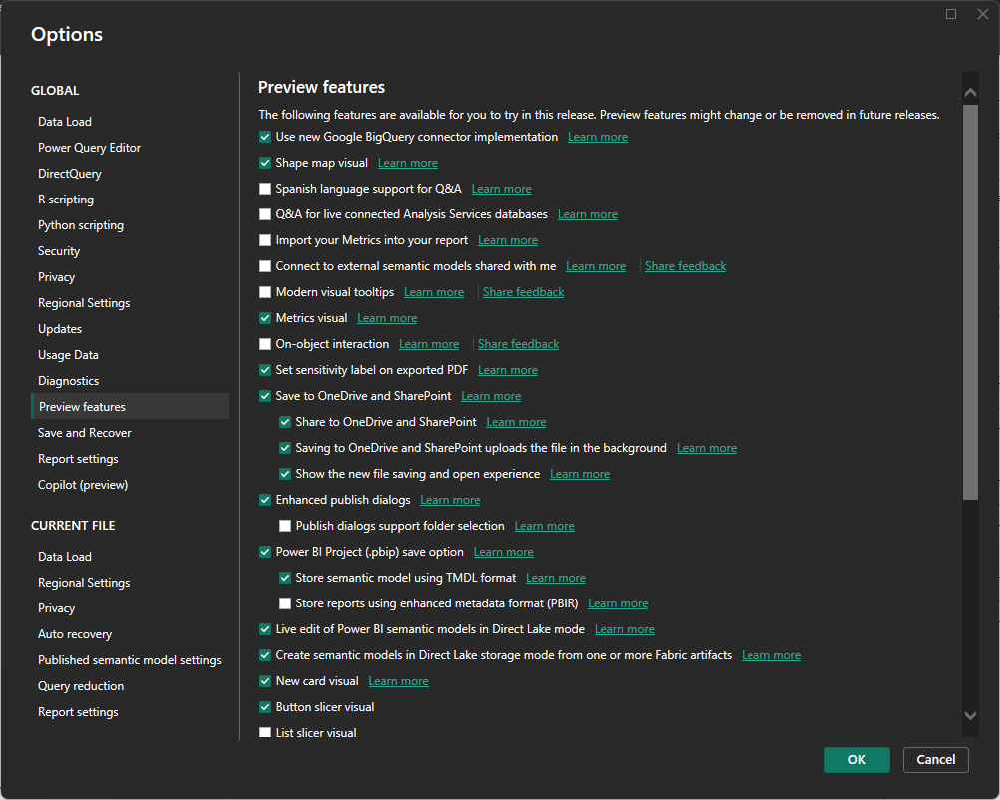 Options
GLOBAL
Data Load
Power Query Editor
DirectQuery
R scripting
Python scripting
Security
Privacy
Regional Settings
Updates
Usage Data
Diagnostics
Preview features
Save and Recover
Report settings
Copilot (preview)
CURRENT FILE
Data Load
Regional Settings
Privacy
Auto recovery
Published semantic model settings
Query reduction
Report settings
Preview features
The following features are available for you to try in this release. Preview features might change or be removed in future releases.
Use new Google BigQuery connector implementation Learn more
Shape map visual Learn more
Spanish language support for Q&A Learn more
Q&A for live connected Analysis Services databases Learn more
Import your Metrics into your report Learn more
Connect to external semantic models shared with me Learn more Share feedback
Modern visual tooltips Learn more Share feedback
Metrics visual Learn more
On-object interaction Learn more Share feedback
Set sensitivity label on exported PDF Learn more
Save to OneDrive and SharePoint Learn more
Share to OneDrive and SharePoint Learn more
Saving to OneDrive and SharePoint uploads the file in the background Learn more
Show the new file saving and open experience Learn more
Enhanced publish dialogs Learn more
Publish dialogs support folder selection Learn more
Power BI Project (.pbip) save option Learn more
Store semantic model using TMDL format Learn more
Store reports using enhanced metadata format (PBIR) Learn more
Live edit of Power BI semantic models in Direct Lake mode Learn more
Create semantic models in Direct Lake storage mode from one or more Fabric artifacts Learn more
New card visual Learn more
Button slicer visual
List slicer visual
OK
Cancel